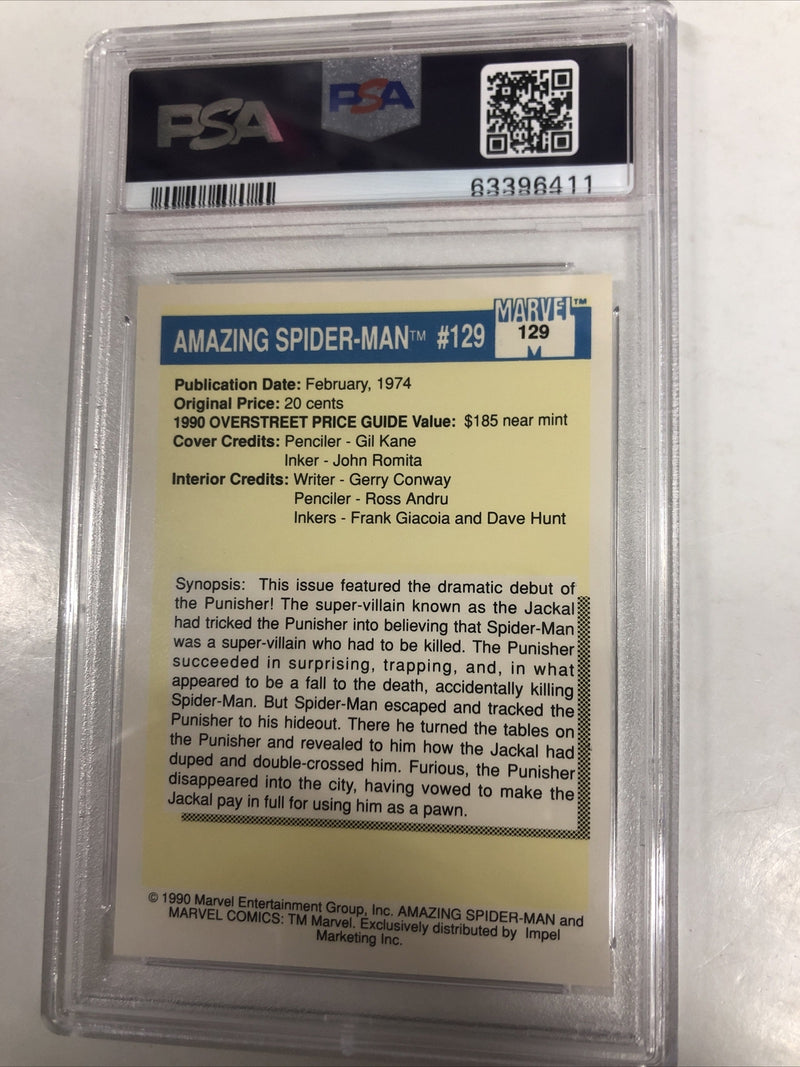 PSA
PSA
63396411
MARVEL™
AMAZING SPIDER-MAN™ #129
129
M
Publication Date: February, 1974
Original Price: 20 cents
1990 OVERSTREET PRICE GUIDE Value: $185 near mint
Cover Credits: Penciler - Gil Kane
Inker - John Romita
Interior Credits: Writer - Gerry Conway
Penciler - Ross Andru
Inkers - Frank Giacoia and Dave Hunt
Synopsis: This issue featured the dramatic debut of
the Punisher! The super-villain known as the Jackal
had tricked the Punisher into believing that Spider-Man
was a super-villain who had to be killed. The Punisher
succeeded in surprising, trapping, and, in what
appeared to be a fall to the death, accidentally killing
Spider-Man. But Spider-Man escaped and tracked the
Punisher to his hideout. There he turned the tables on
the Punisher and revealed to him how the Jackal had
duped and double-crossed him. Furious, the Punisher
disappeared into the city, having vowed to make the
Jackal pay in full for using him as a pawn.
© 1990 Marvel Entertainment Group, Inc. AMAZING SPIDER-MAN and
MARVEL COMICS: TM Marvel. Exclusively distributed by Impel
Marketing Inc.